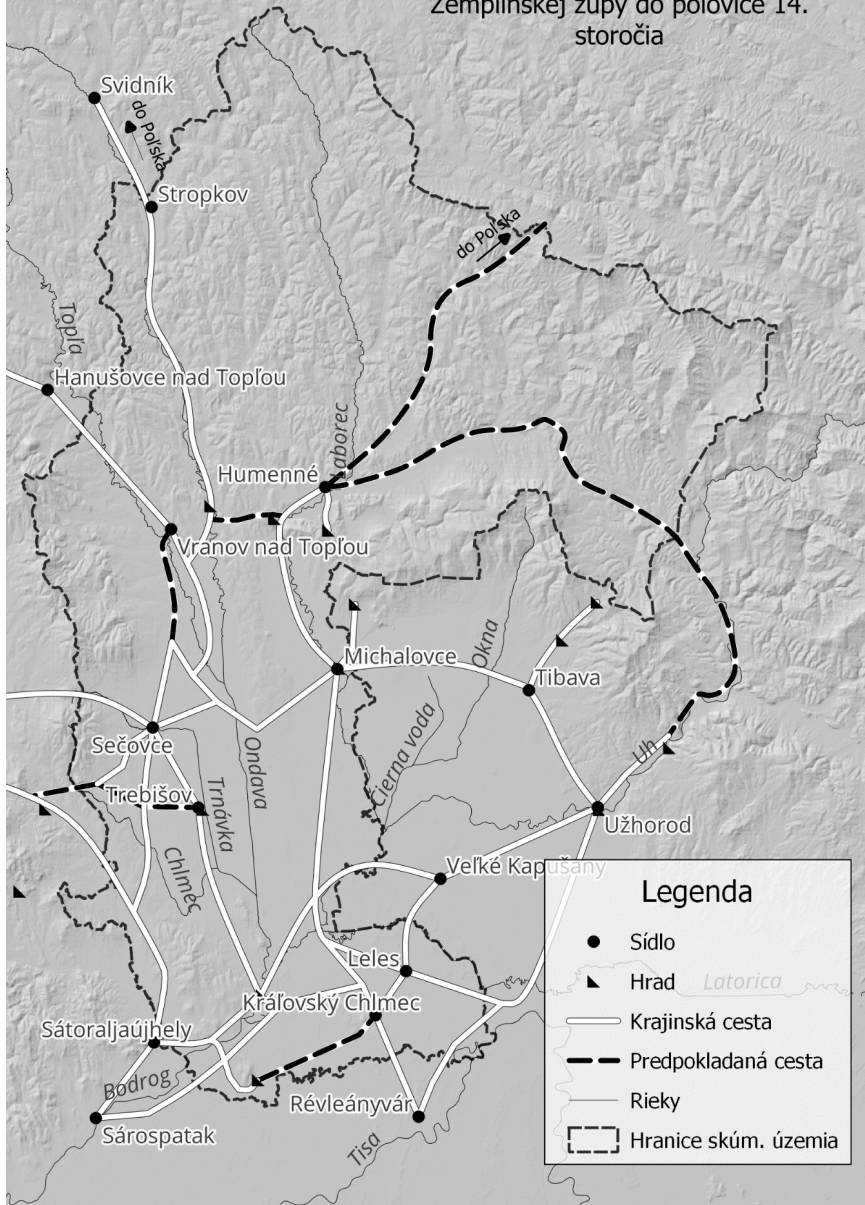 Zemplínskej župy do polovice 14.
storočia
Svidník
do Poľska
Stropkov
do Poľska
Topľa
Hanušovce nad Topľou
Laborec
Humenné
Vranov nad Topľou
Okna
Michalovce
Tibava
Sečovce
Ondava
Čierna voda
Uh
Trebišov
Trnávka
Užhorod
Chlmec
Veľké Kapušany
Legenda
Sídlo
Leles
Hrad
Latorica
Kráľovský Chlmec
Krajinská cesta
Sátoraljaújhely
Predpokladaná cesta
Bodrog
Révleányvár
Rieky
Sárospatak
Tisa
Hranice skúm. územia